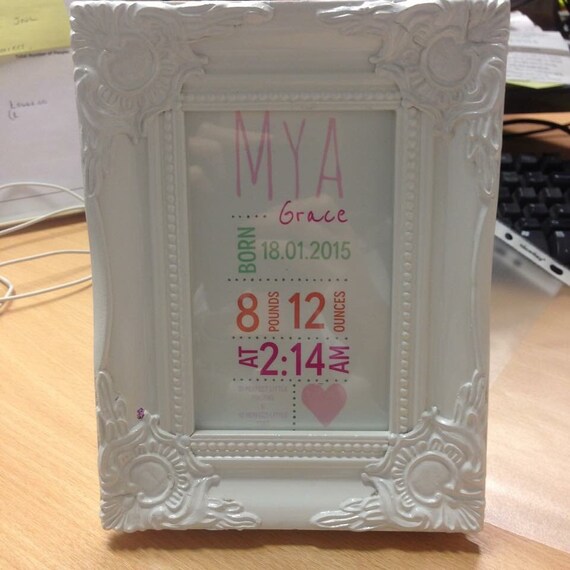 MYA
Grace
BORN 18.01.2015
8 POUNDS 12 OUNCES
AT 2:14 AM